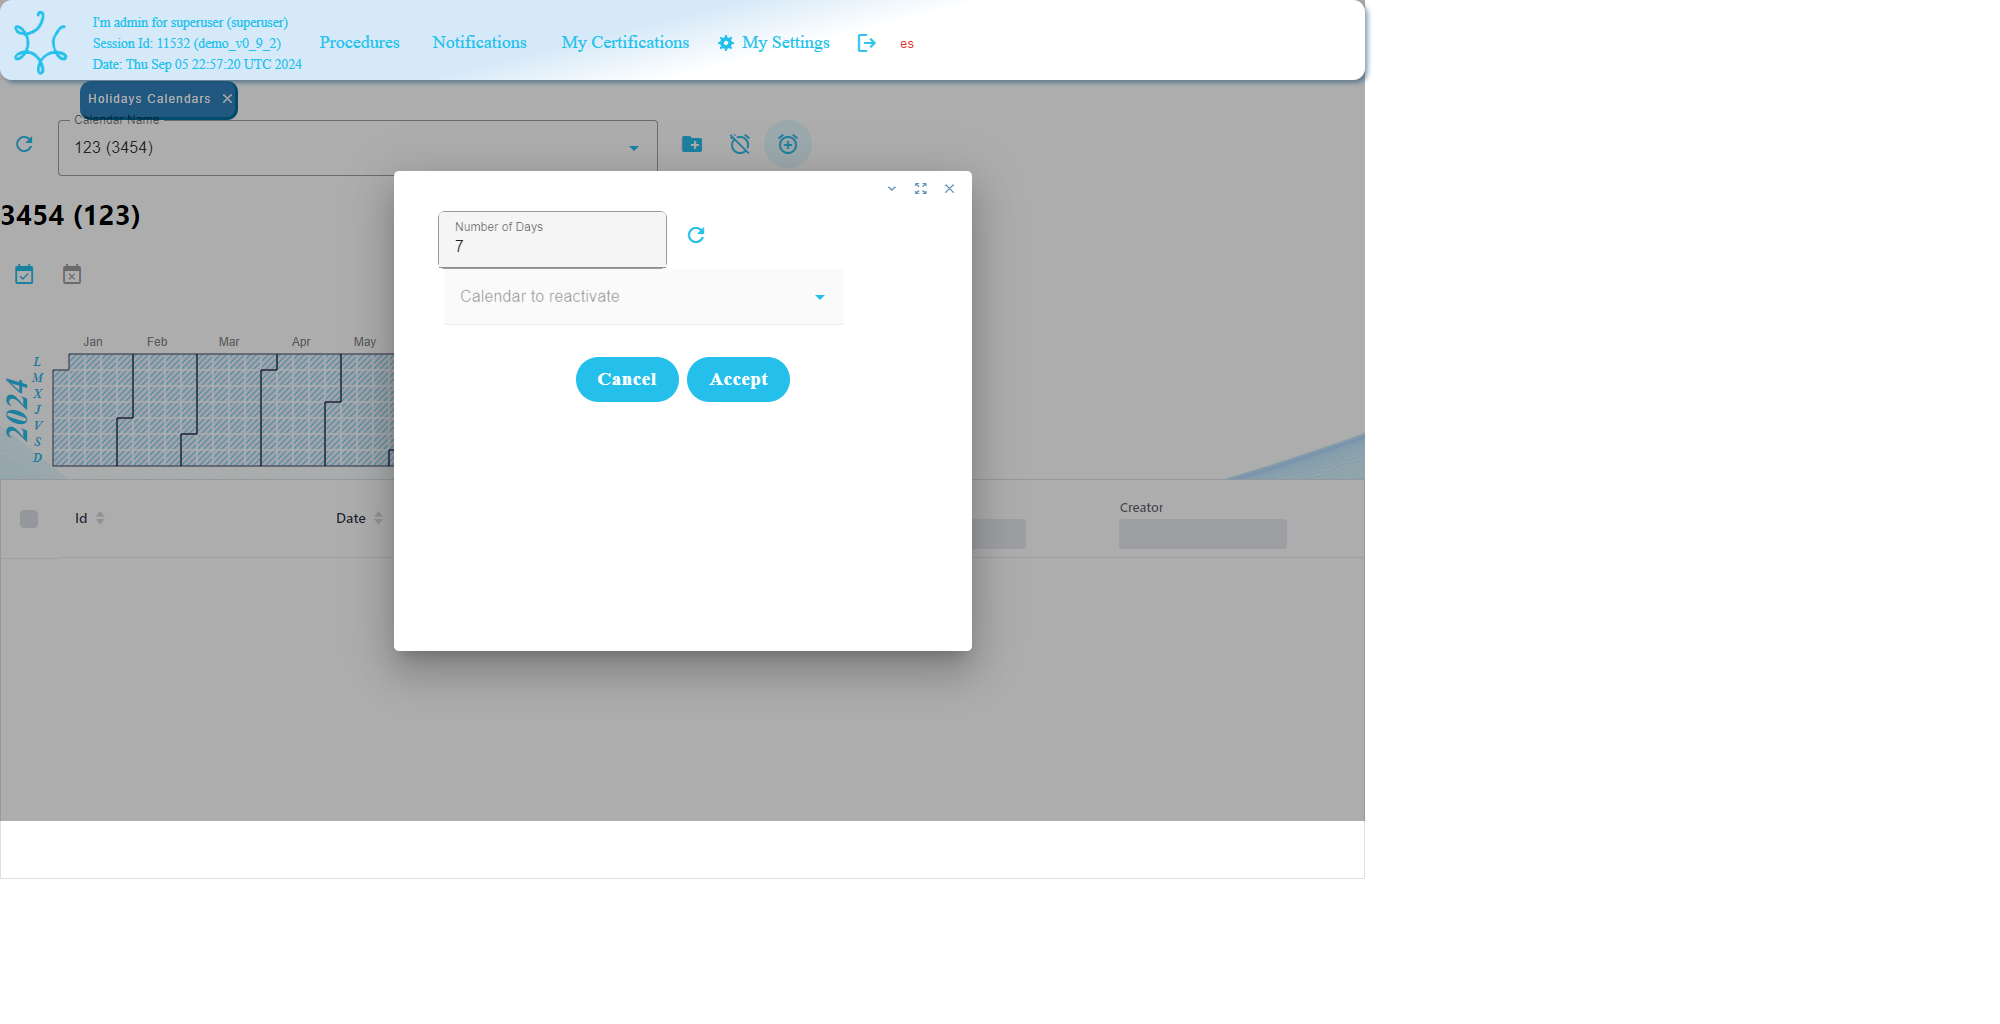 I'm admin for superuser (superuser)
Session Id: 11532 (demo_v0_9_2)
Date: Thu Sep 05 22:57:20 UTC 2024
Procedures
Notifications
My Certifications
My Settings
es
Holidays Calendars
Calendar Name
123 (3454)
3454 (123)
Number of Days
7
Calendar to reactivate
Cancel
Accept
Jan Feb Mar Apr May
2024
L
M
X
J
V
S
D
Id
Date
Creator